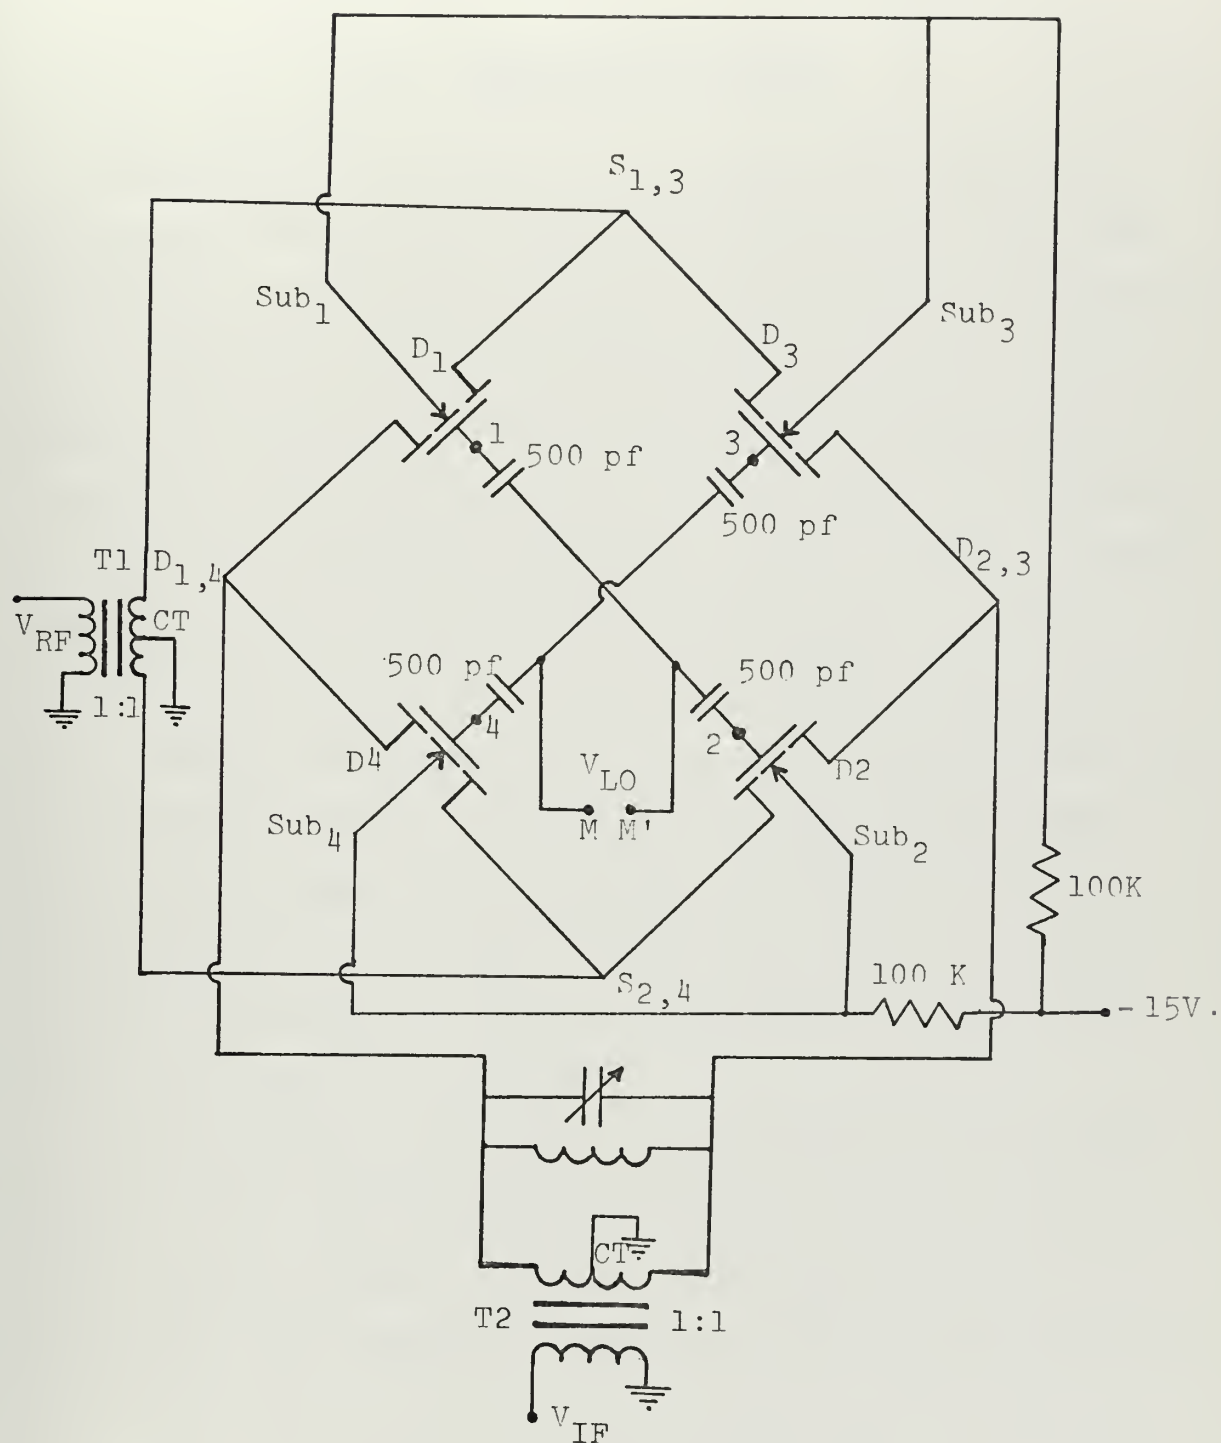 S1,3
Sub1
Sub3
D1
D3
1
500 pf
3
500 pf
T1
D1,4
D2,3
VRF
CT
1:1
500 pf
4
500 pf
2
D4
VLO
D2
M
M'
Sub4
Sub2
100K
100 K
S2,4
- 15V.
CT
T2
1:1
VIF